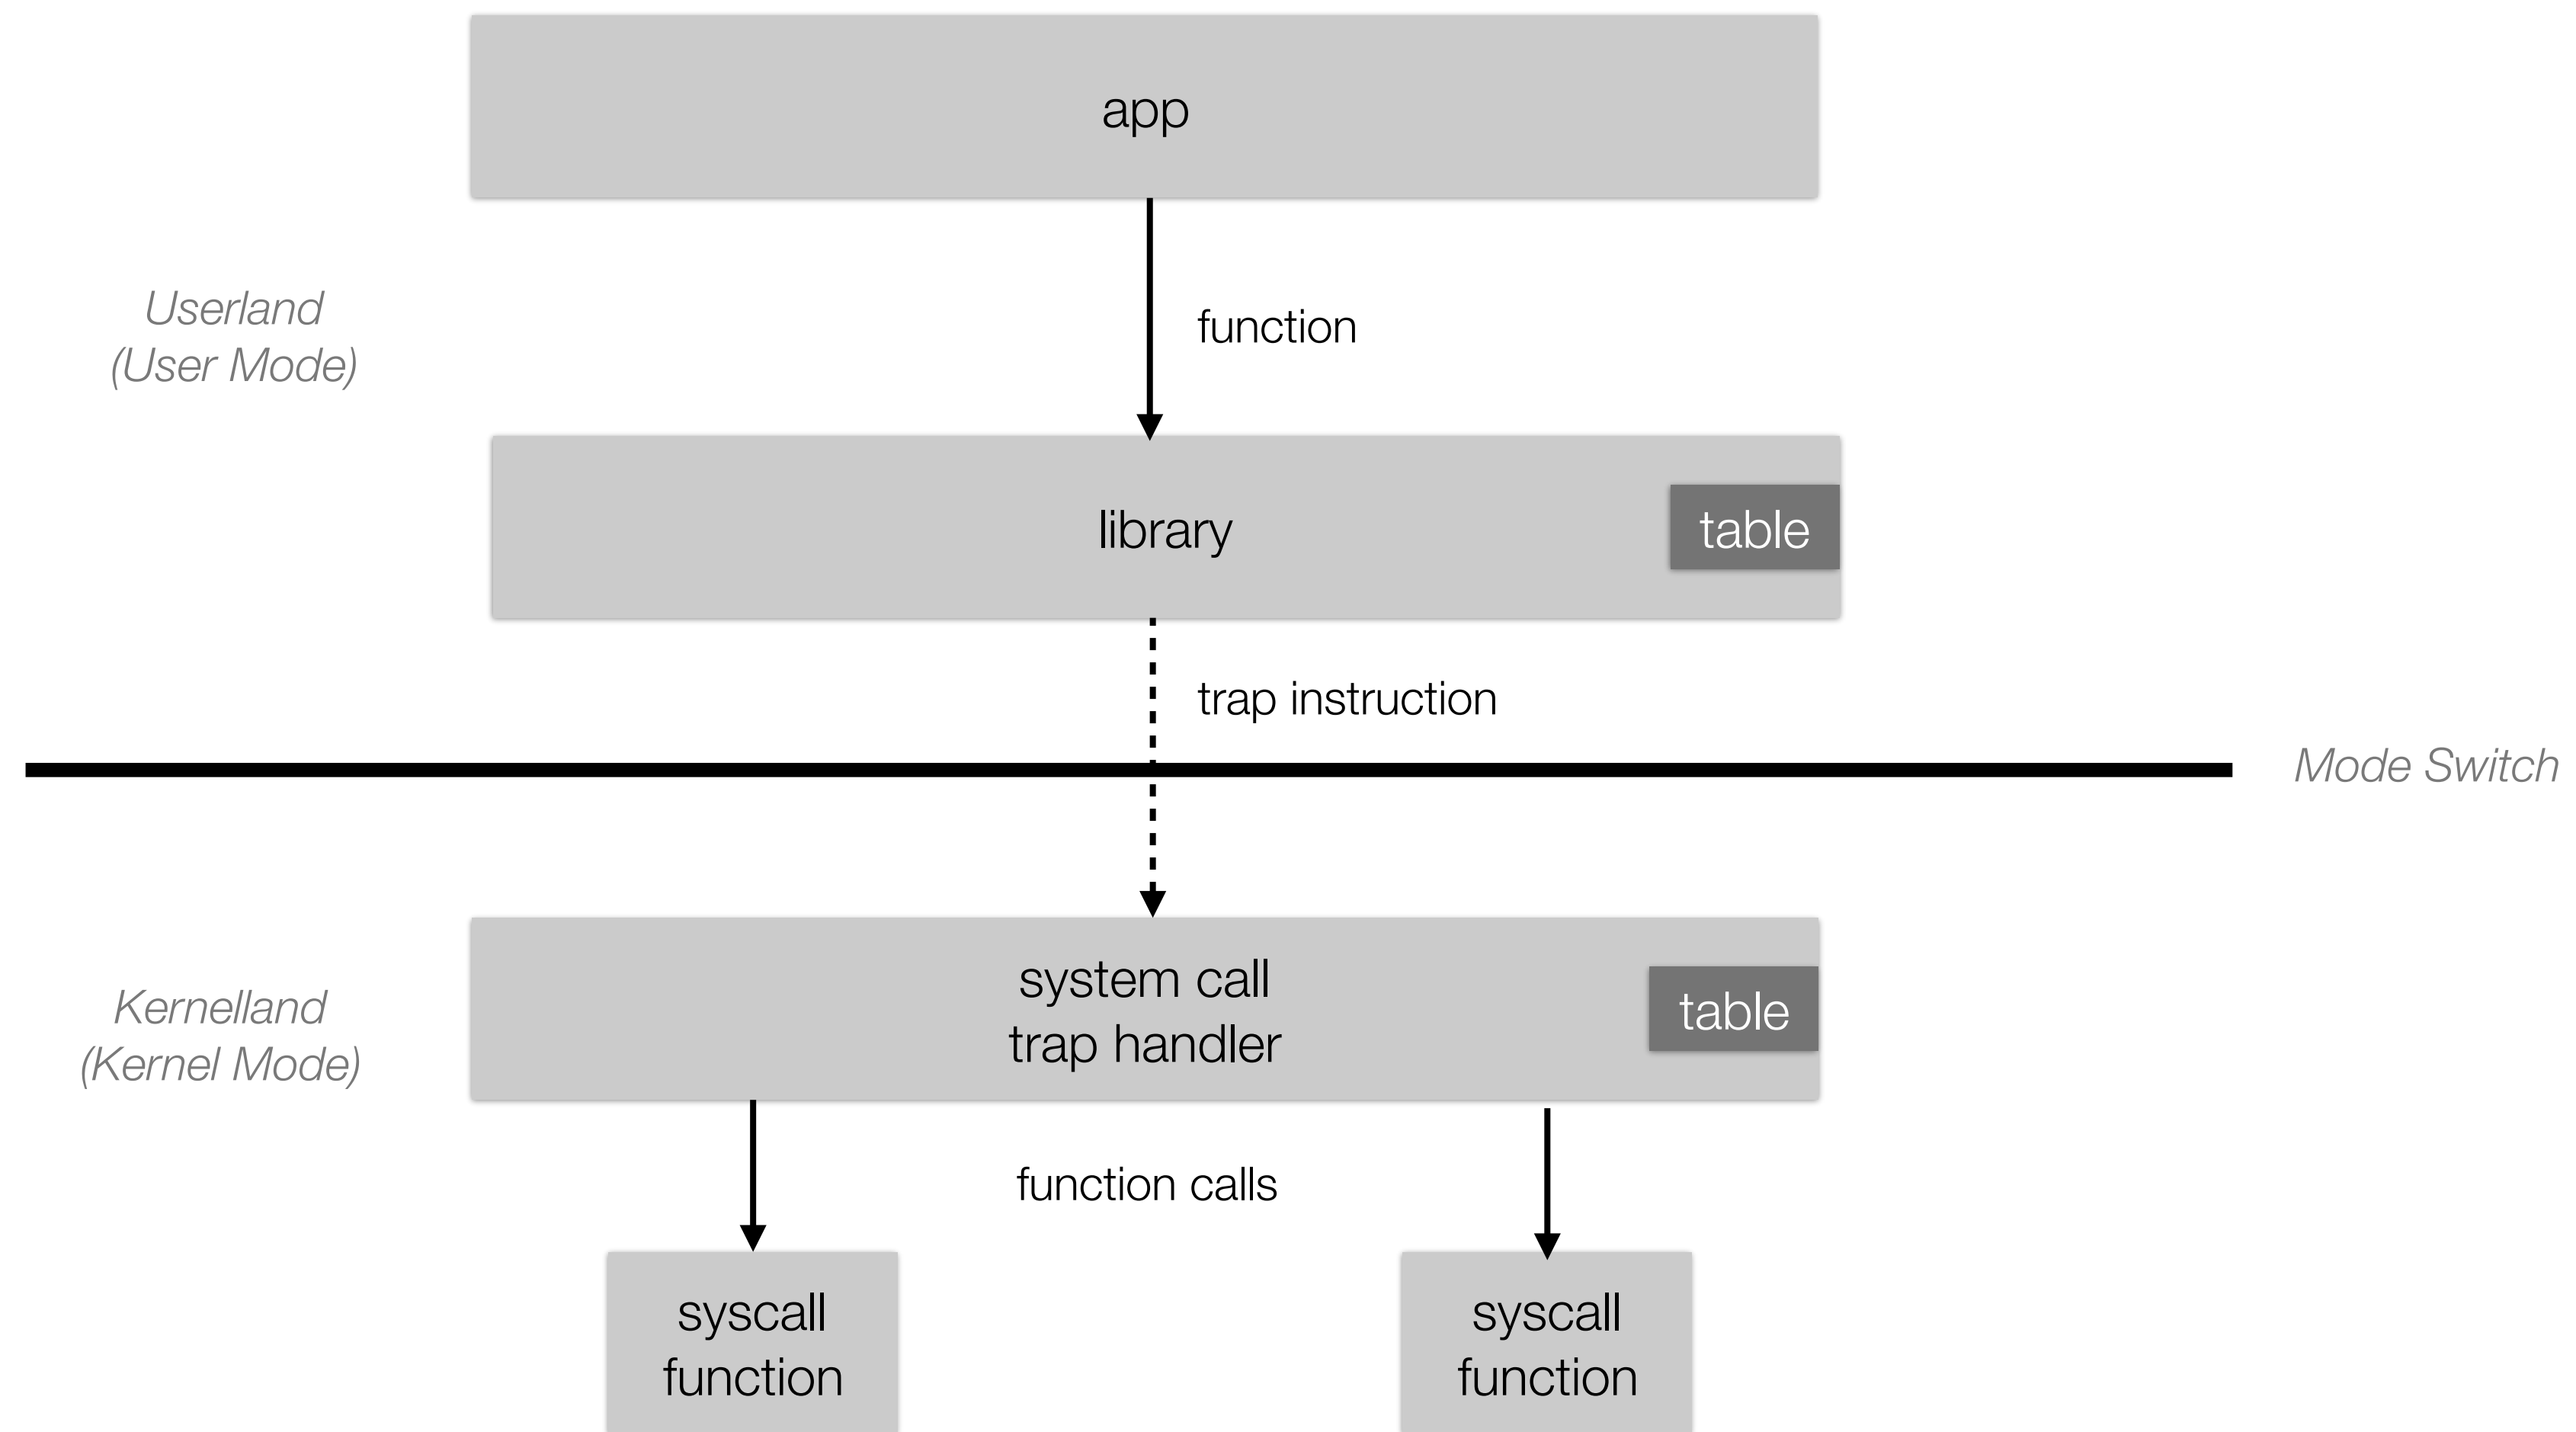 app
Userland
(User Mode)
function
library
table
trap instruction
Mode Switch
system call
trap handler
table
Kernelland
(Kernel Mode)
function calls
syscall
function
syscall
function